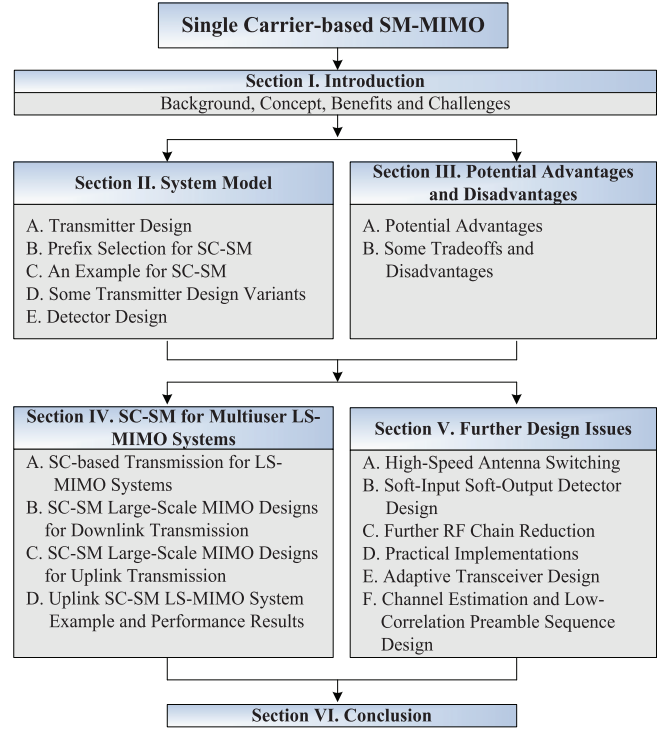 Single Carrier-based SM-MIMO
Section I. Introduction
Background, Concept, Benefits and Challenges
Section II. System Model
A. Transmitter Design
B. Prefix Selection for SC-SM
C. An Example for SC-SM
D. Some Transmitter Design Variants
E. Detector Design
Section III. Potential Advantages
and Disadvantages
A. Potential Advantages
B. Some Tradeoffs and
Disadvantages
Section IV. SC-SM for Multiuser LS-
MIMO Systems
A. SC-based Transmission for LS-
MIMO Systems
B. SC-SM Large-Scale MIMO Designs
for Downlink Transmission
C. SC-SM Large-Scale MIMO Designs
for Uplink Transmission
D. Uplink SC-SM LS-MIMO System
Example and Performance Results
Section V. Further Design Issues
A. High-Speed Antenna Switching
B. Soft-Input Soft-Output Detector
Design
C. Further RF Chain Reduction
D. Practical Implementations
E. Adaptive Transceiver Design
F. Channel Estimation and Low-
Correlation Preamble Sequence
Design
Section VI. Conclusion